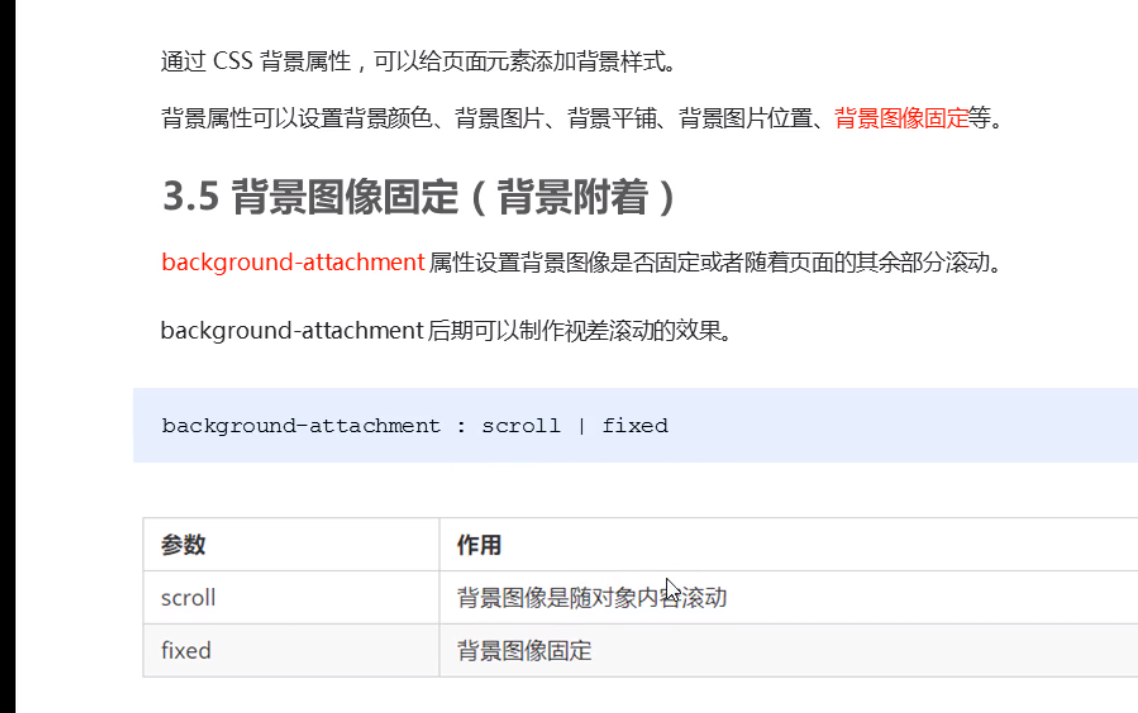 通过 CSS 背景属性，可以给页面元素添加背景样式。
背景属性可以设置背景颜色、背景图片、背景平铺、背景图片位置、背景图像固定等。
3.5 背景图像固定（背景附着）
background-attachment 属性设置背景图像是否固定或者随着页面的其余部分滚动。
background-attachment 后期可以制作视差滚动的效果。
background-attachment : scroll | fixed
参数 作用
scroll 背景图像是随对象内容滚动
fixed 背景图像固定